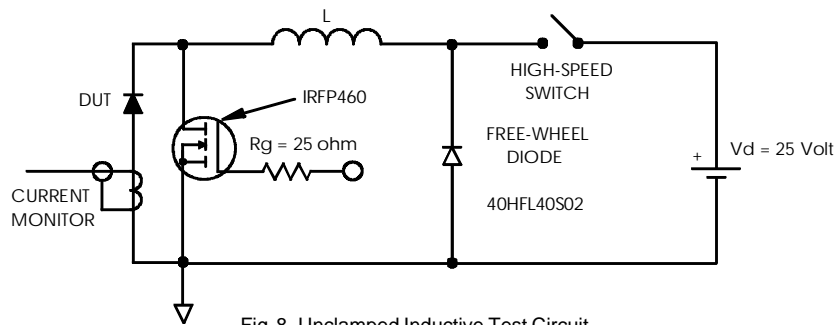 L
HIGH-SPEED
SWITCH
DUT
IRFP460
Rg = 25 ohm
FREE-WHEEL
DIODE
Vd = 25 Volt
+
CURRENT
MONITOR
40HFL40S02
Fig. 8- Unclamped Inductive Test Circuit